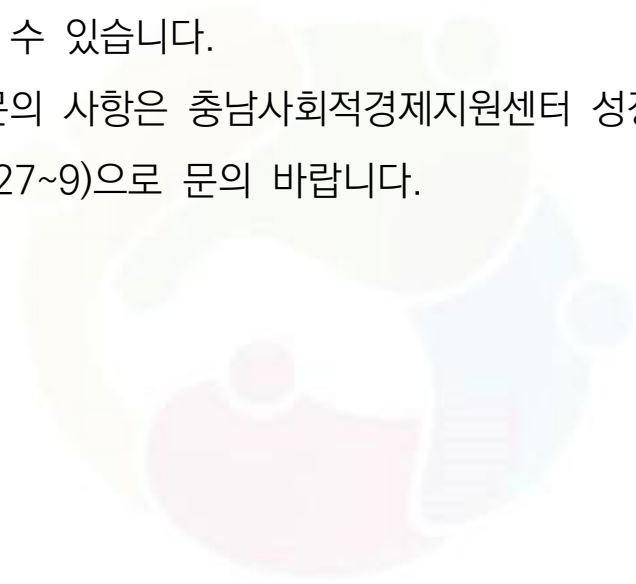 수 있습니다.
문의 사항은 충남사회적경제지원센터
27~9)으로 문의 바랍니다.